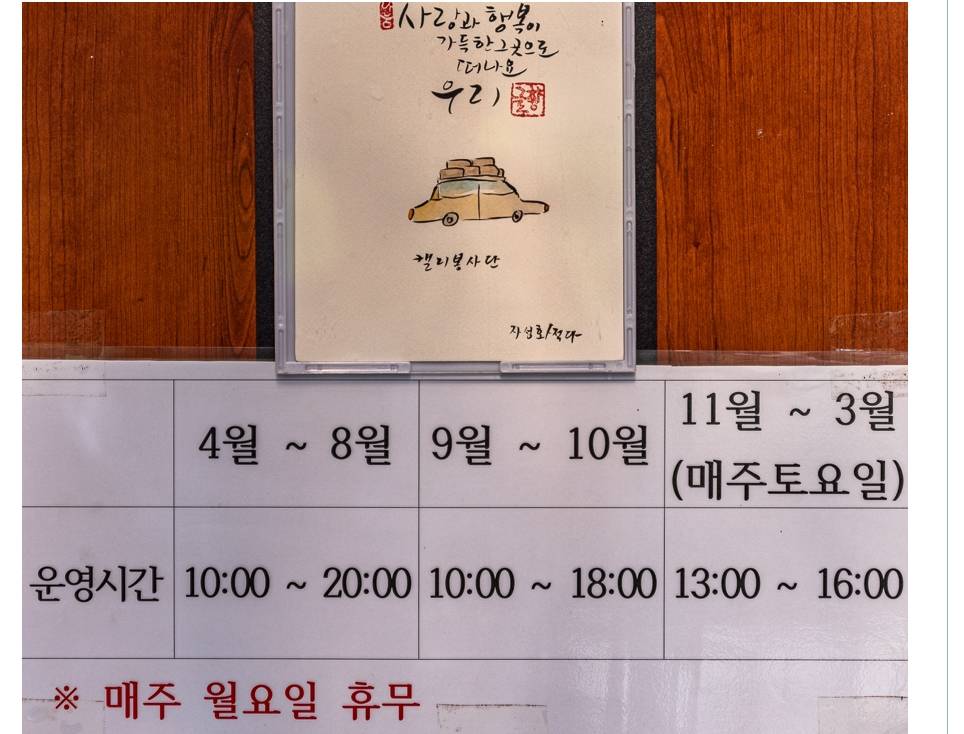 사랑과 행복이
가득한 그곳으로
떠나요
우리
캘리봉사단
4월 ~ 8월
9월 ~ 10월
11월 ~ 3월
(매주토요일)
운영시간
10:00 ~ 20:00
10:00 ~ 18:00
13:00 ~ 16:00
※ 매주 월요일 휴무